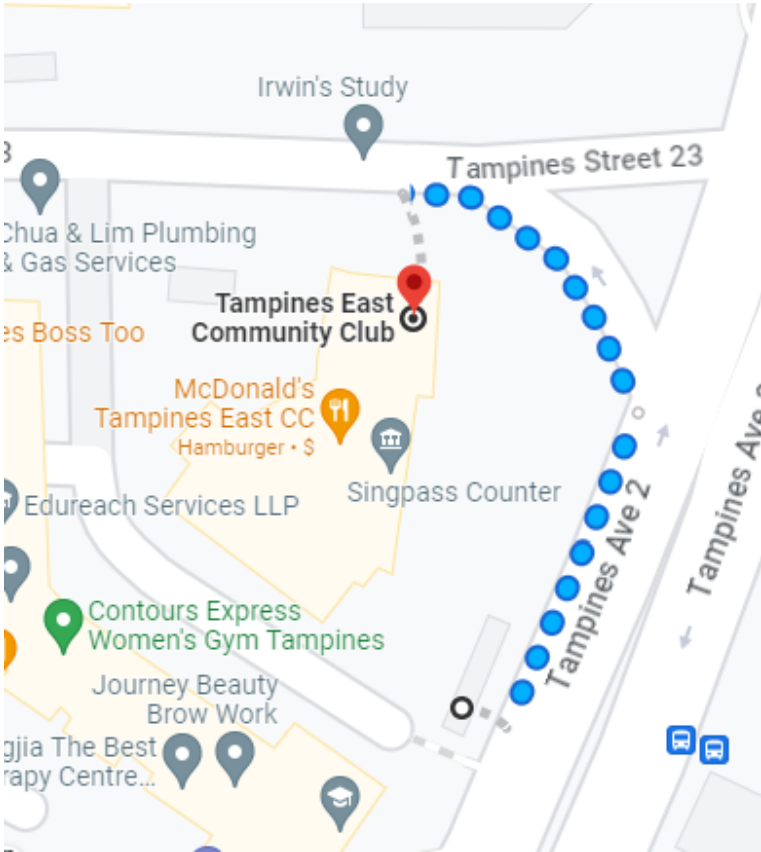 Irwin's Study
Tampines Street 23
Chua & Lim Plumbing
& Gas Services
Tampines East
Community Club
es Boss Too
McDonald's
Tampines East CC
Hamburger • $
Singpass Counter
Edureach Services LLP
Tampines Ave 2
Tampines Ave
Contours Express
Women's Gym Tampines
Journey Beauty
Brow Work
gjia The Best
rapy Centre...